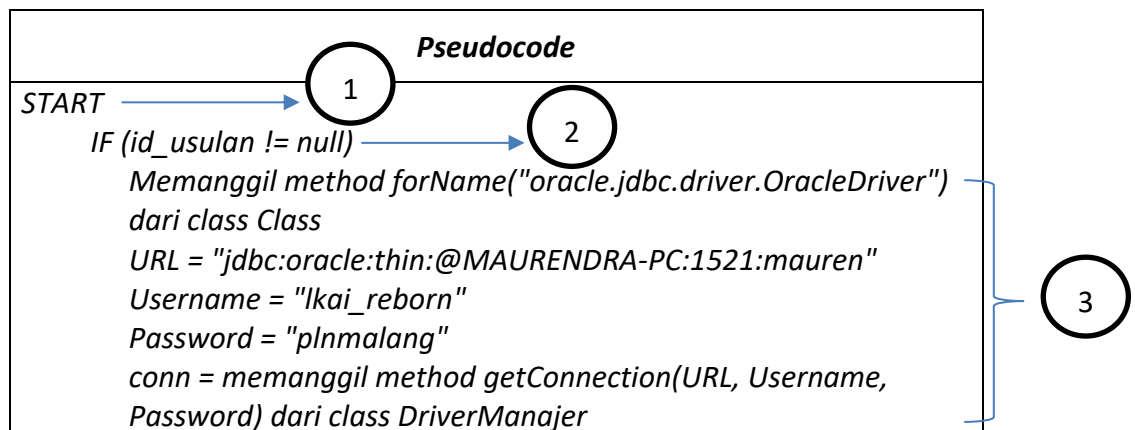 Pseudocode
START
1
IF (id_usulan != null)
2
Memanggil method forName("oracle.jdbc.driver.OracleDriver")
dari class Class
URL = "jdbc:oracle:thin:@MAURENDRA-PC:1521:mauren"
Username = "lkai_reborn"
Password = "plnmalang"
conn = memanggil method getConnection(URL, Username,
Password) dari class DriverManajer
3